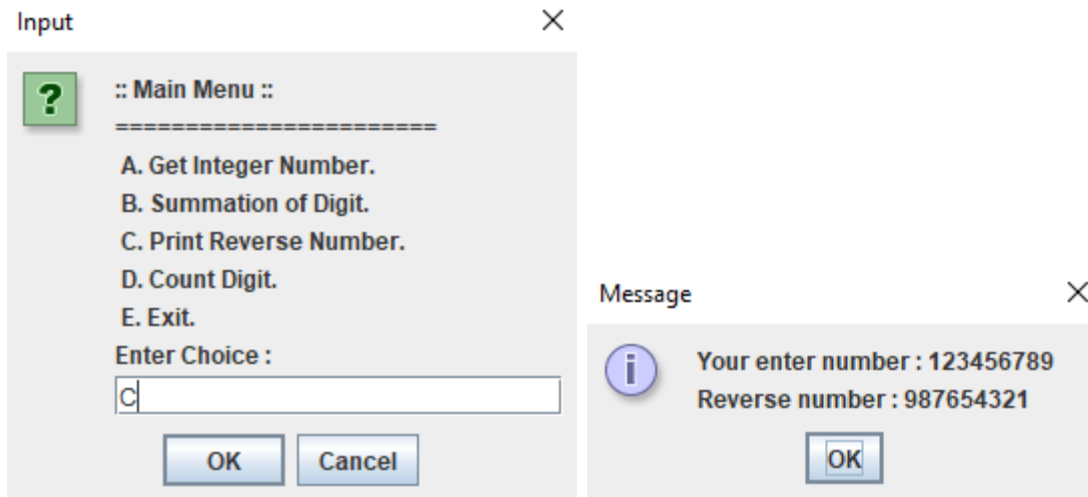 Input
:: Main Menu ::
=======================
A. Get Integer Number.
B. Summation of Digit.
C. Print Reverse Number.
D. Count Digit.
E. Exit.
Enter Choice :
C
OK Cancel
Message
Your enter number : 123456789
Reverse number : 987654321
OK